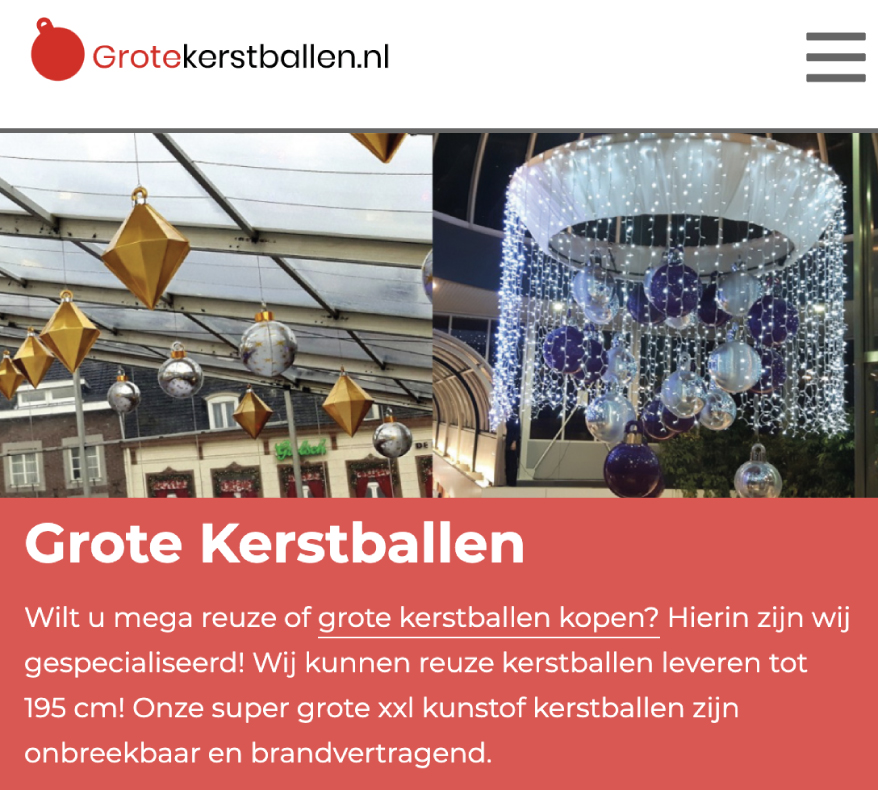 Grotekerstballen.nl
DE
Grote Kerstballen
Wilt u mega reuze of grote kerstballen kopen? Hierin zijn wij
gespecialiseerd! Wij kunnen reuze kerstballen leveren tot
195 cm! Onze super grote xxl kunstof kerstballen zijn
onbreekbaar en brandvertragend.